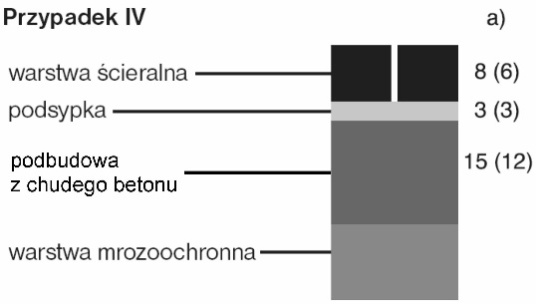 Przypadek IV a)
warstwa ścieralna 8 (6)
podsypka 3 (3)
podbudowa 15 (12)
z chudego betonu
warstwa mrozoochronna